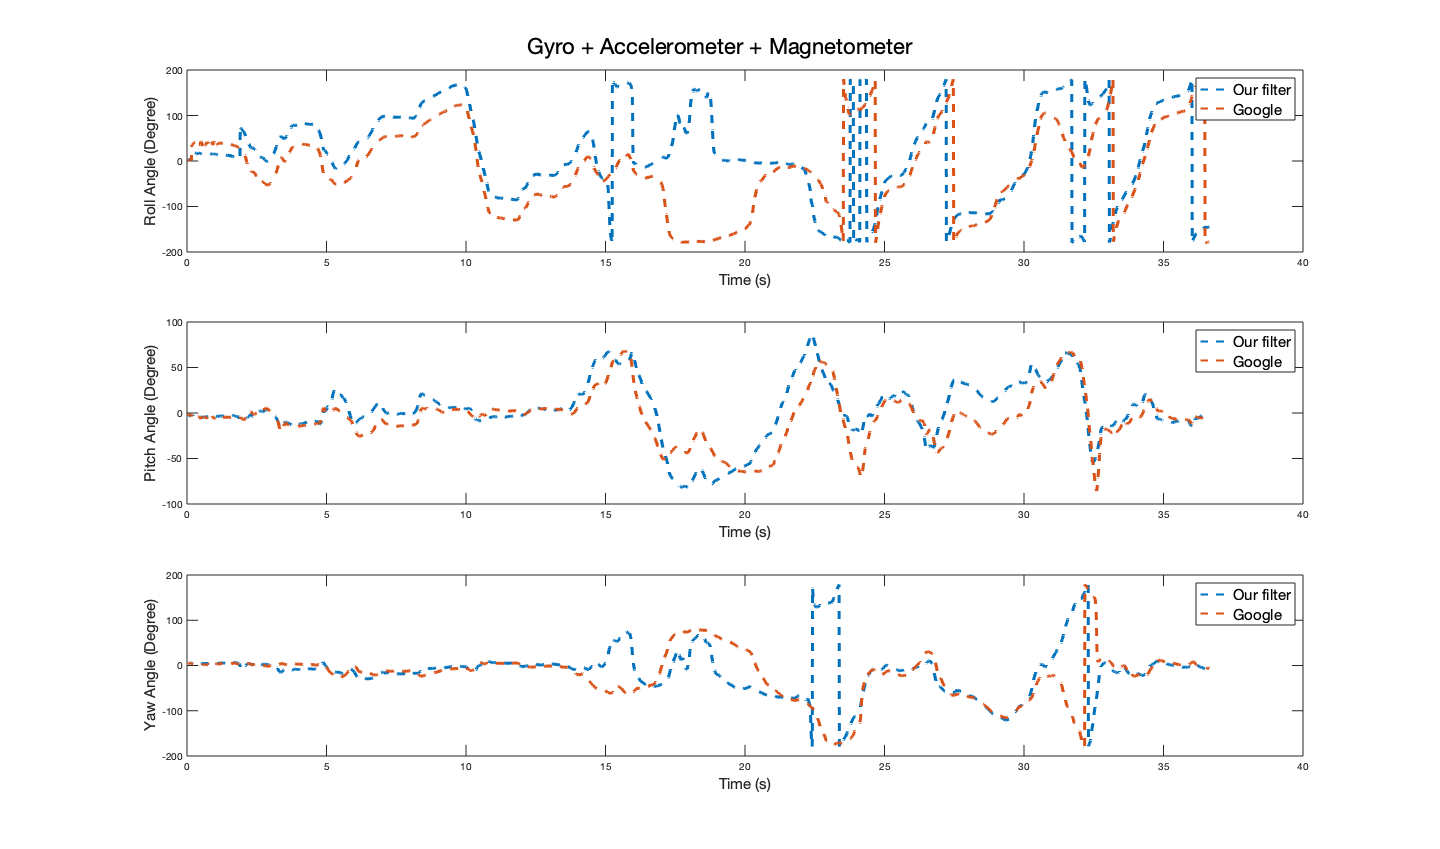 Gyro + Accelerometer + Magnetometer
200
100
0
-100
-200
Roll Angle (Degree)
Our filter
Google
0 5 10 15 20 25 30 35 40
Time (s)
100
50
0
-50
-100
Pitch Angle (Degree)
Our filter
Google
0 5 10 15 20 25 30 35 40
Time (s)
200
100
0
-100
-200
Yaw Angle (Degree)
Our filter
Google
0 5 10 15 20 25 30 35 40
Time (s)